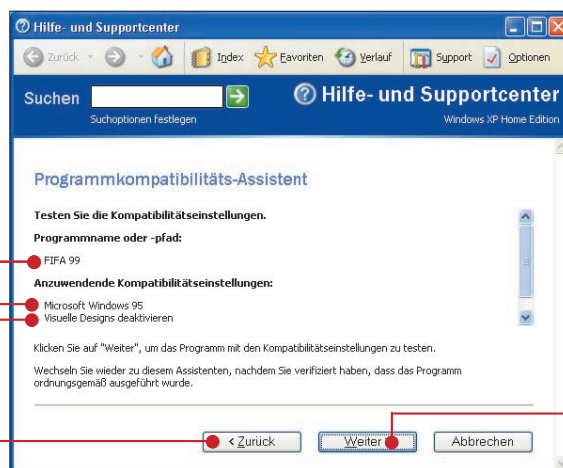 Hilfe- und Supportcenter
Zurück Index Favoriten Verlauf Support Optionen
Suchen
Suchoptionen festlegen
Hilfe- und Supportcenter
Windows XP Home Edition
Programmkompatibilitäts-Assistent
Testen Sie die Kompatibilitätseinstellungen.
Programmname oder -pfad:
FIFA 99
Anzuwendende Kompatibilitätseinstellungen:
Microsoft Windows 95
Visuelle Designs deaktivieren
Klicken Sie auf "Weiter", um das Programm mit den Kompatibilitätseinstellungen zu testen.
Wechseln Sie wieder zu diesem Assistenten, nachdem Sie verifiziert haben, dass das Programm
ordnungsgemäß ausgeführt wurde.
< Zurück Weiter Abbrechen